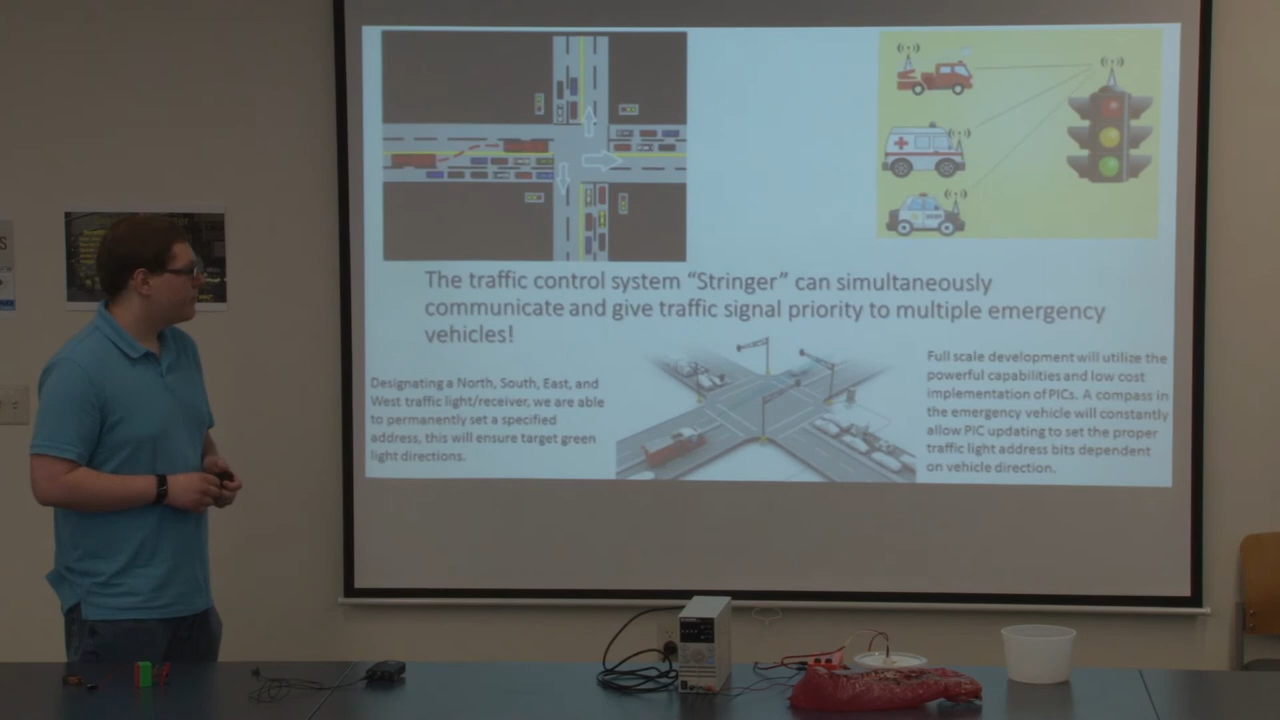 The traffic control system “Stringer” can simultaneously
communicate and give traffic signal priority to multiple emergency
vehicles!
Designating a North, South, East, and
West traffic light/receiver, we are able
to permanently set a specified
address, this will ensure target green
light directions.
Full scale development will utilize the
powerful capabilities and low cost
implementation of PICs. A compass in
the emergency vehicle will constantly
allow PIC updating to set the proper
traffic light address bits dependent
on vehicle direction.